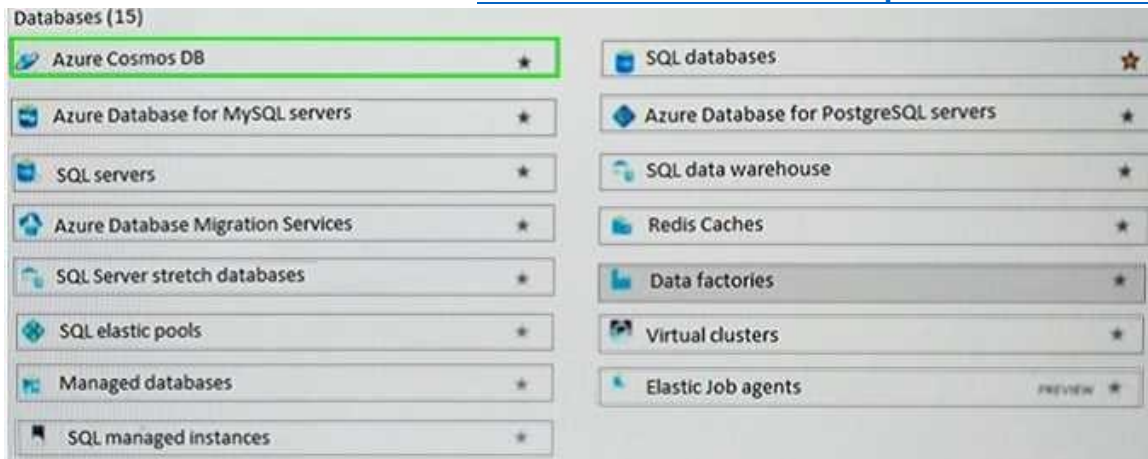 Databases (15)
Azure Cosmos DB
SQL databases
Azure Database for MySQL servers
Azure Database for PostgreSQL servers
SQL servers
SQL data warehouse
Azure Database Migration Services
Redis Caches
SQL Server stretch databases
Data factories
SQL elastic pools
Virtual clusters
Managed databases
Elastic Job agents PREVIEW
SQL managed instances